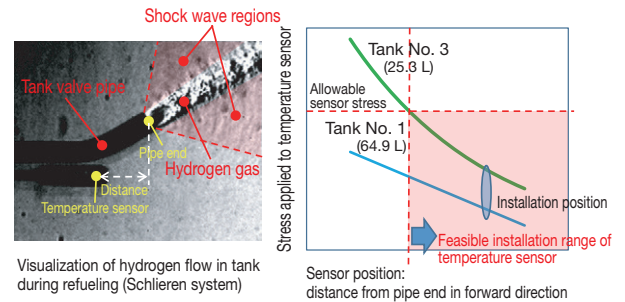 Shock wave regions
Tank valve pipe
Pipe end
Hydrogen gas
Distance
Temperature sensor
Visualization of hydrogen flow in tank
during refueling (Schlieren system)
Stress applied to temperature sensor
Tank No. 3
(25.3 L)
Allowable
sensor stress
Tank No. 1
(64.9 L)
Installation position
Feasible installation range of
temperature sensor
Sensor position:
distance from pipe end in forward direction